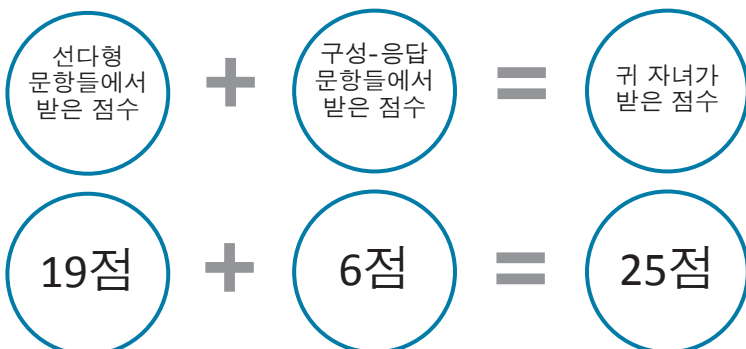 선다형
문항들에서
받은 점수
+
구성-응답
문항들에서
받은 점수
=
귀 자녀가
받은 점수
19점
+
6점
=
25점